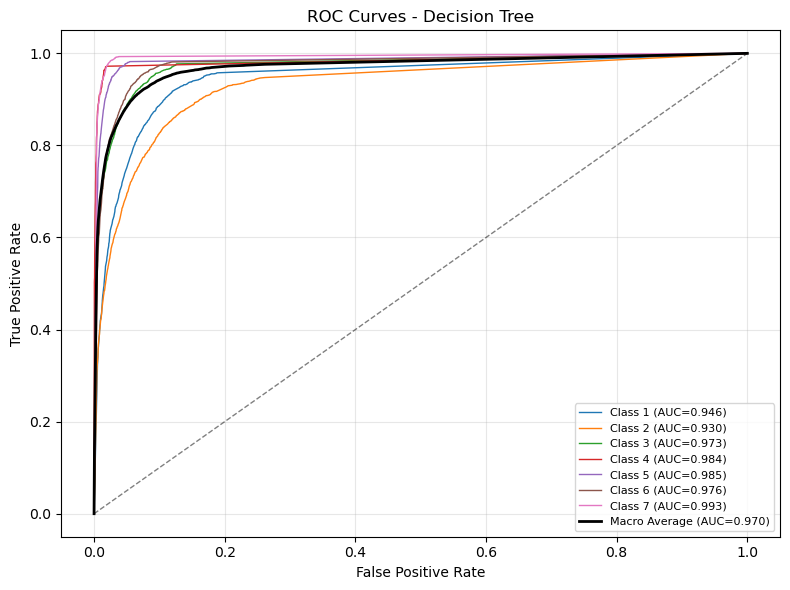 ROC Curves - Decision Tree
True Positive Rate
1.0
0.8
0.6
0.4
0.2
0.0
0.0 0.2 0.4 0.6 0.8 1.0
False Positive Rate
Class 1 (AUC=0.946)
Class 2 (AUC=0.930)
Class 3 (AUC=0.973)
Class 4 (AUC=0.984)
Class 5 (AUC=0.985)
Class 6 (AUC=0.976)
Class 7 (AUC=0.993)
Macro Average (AUC=0.970)